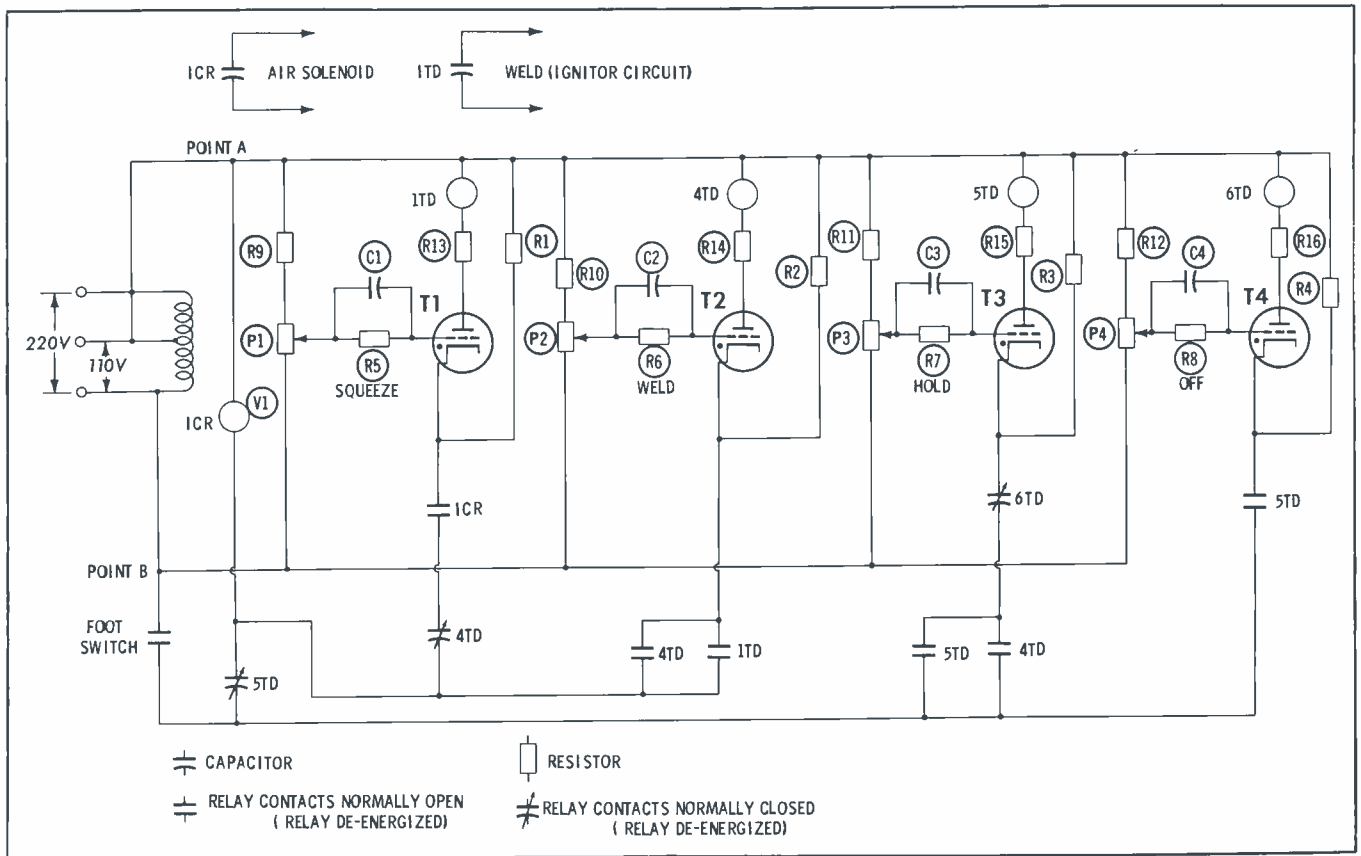 1CR AIR SOLENOID
1TD WELD (IGNITOR CIRCUIT)
POINT A
1TD
4TD
5TD
6TD
R9
R13
R1
R10
R14
R2
R11
R15
R3
R12
R16
R4
C1
C2
C3
C4
T1
T2
T3
T4
220V
110V
P1
P2
P3
P4
R5
R6
R7
R8
SQUEEZE
WELD
HOLD
OFF
1CR
V1
1CR
6TD
5TD
POINT B
FOOT
SWITCH
5TD
4TD
4TD
1TD
5TD
4TD
CAPACITOR
RESISTOR
RELAY CONTACTS NORMALLY OPEN
( RELAY DE-ENERGIZED)
RELAY CONTACTS NORMALLY CLOSED
( RELAY DE-ENERGIZED)